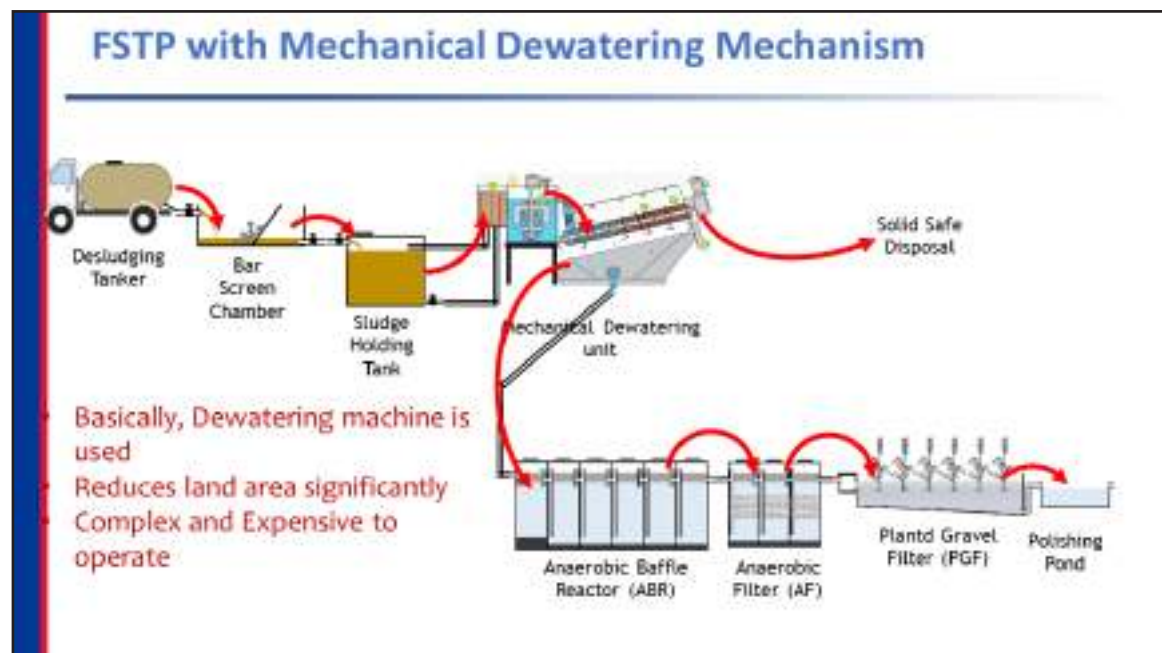 FSTP with Mechanical Dewatering Mechanism
Desludging
Tanker
Bar
Screen
Chamber
Sludge
Holding
Tank
Mechanical Dewatering
unit
Solid Safe
Disposal
Basically, Dewatering machine is
used
Reduces land area significantly
Complex and Expensive to
operate
Anaerobic Baffle
Reactor (ABR)
Anaerobic
Filter (AF)
Plantd Gravel
Filter (PGF)
Polishing
Pond